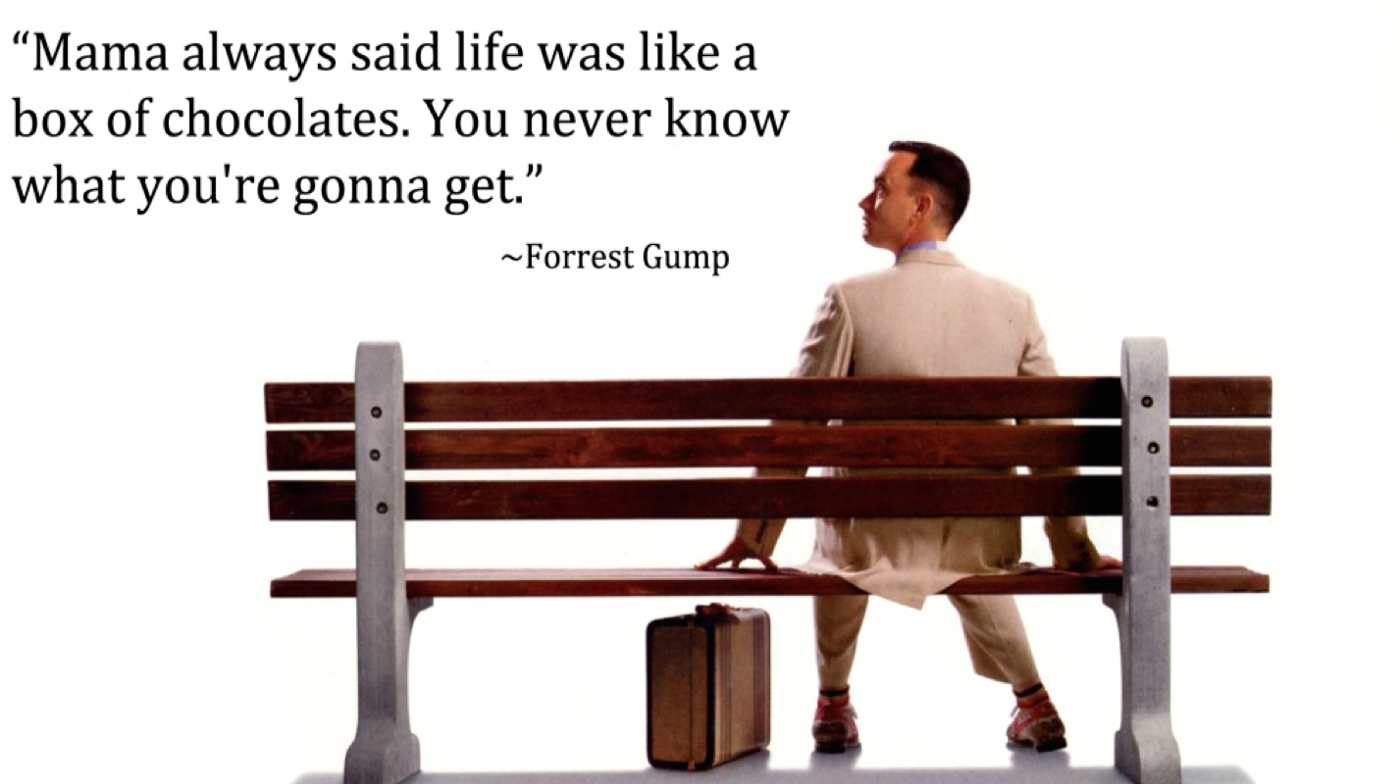 “Mama always said life was like a
box of chocolates. You never know
what you're gonna get.”
~Forrest Gump